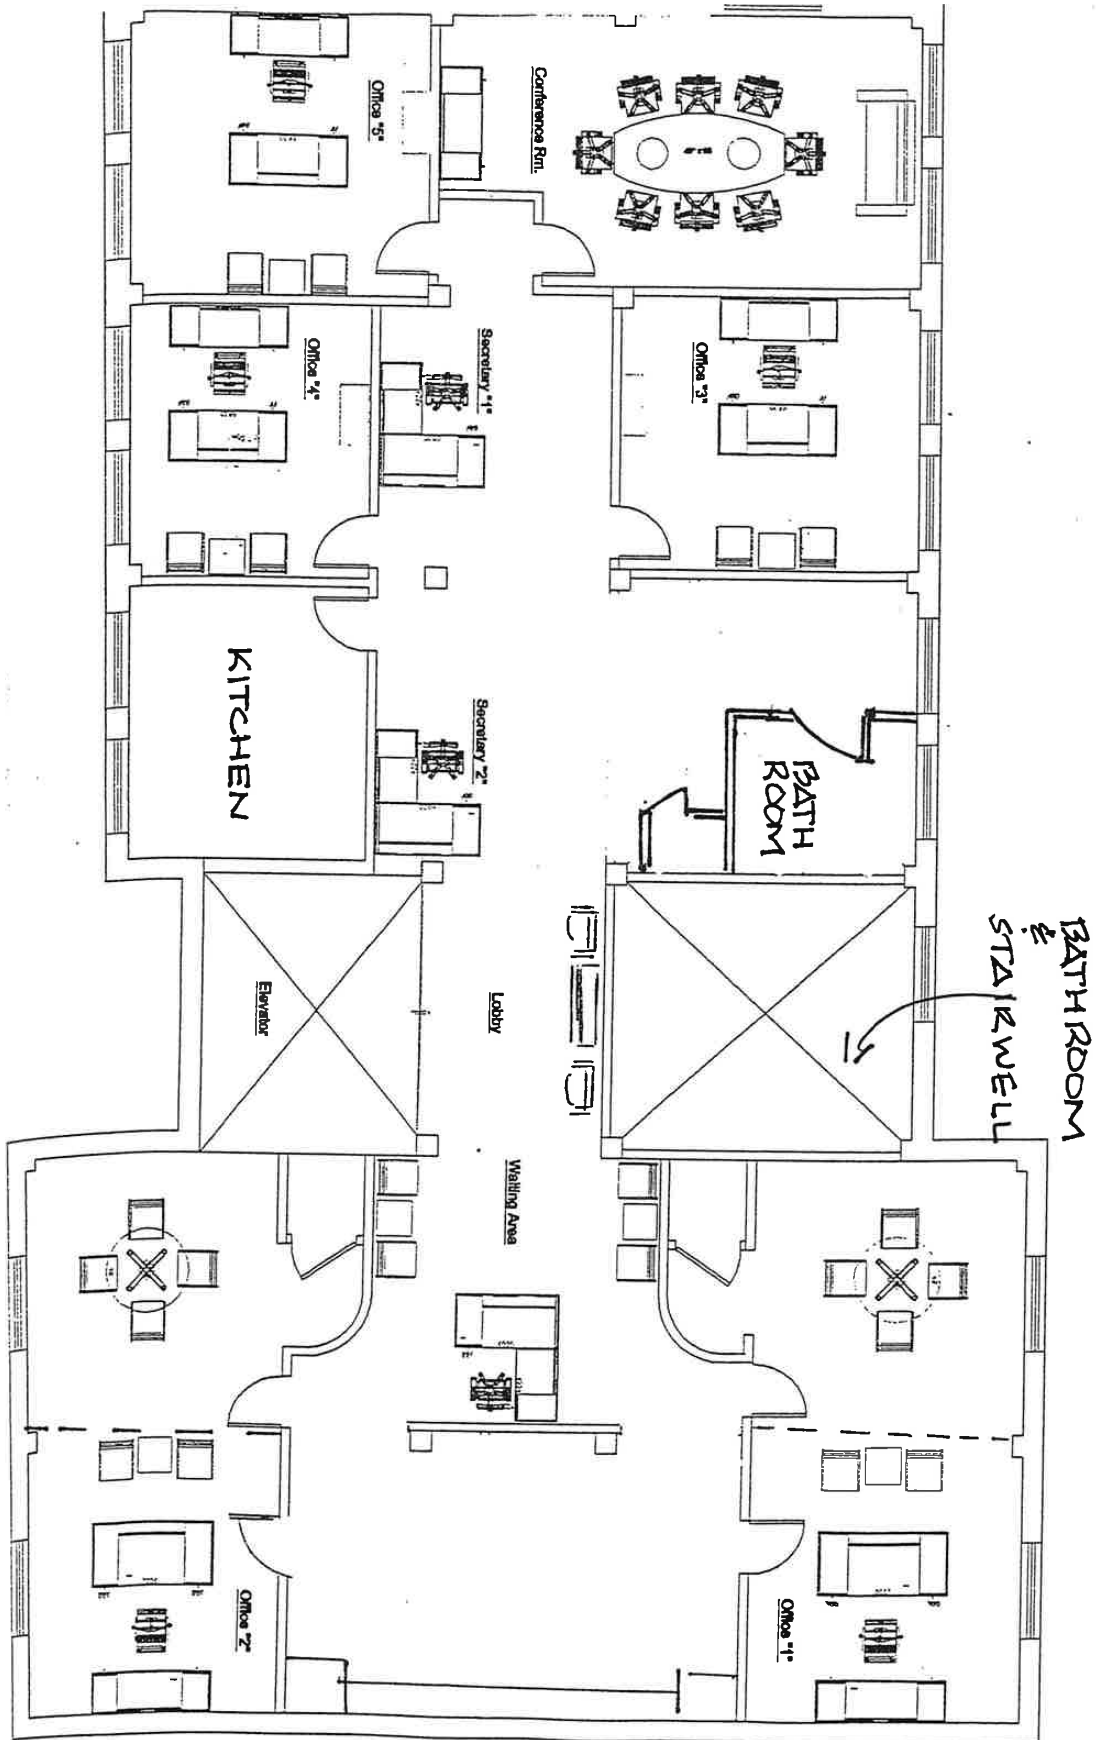 Conference Rm.
Office "5"
Office "4"
Secretary "1"
Office "3"
KITCHEN
Secretary "2"
BATH
ROOM
BATHROOM
&
STAIRWELL
Elevator
Lobby
Waiting Area
Office "2"
Office "1"